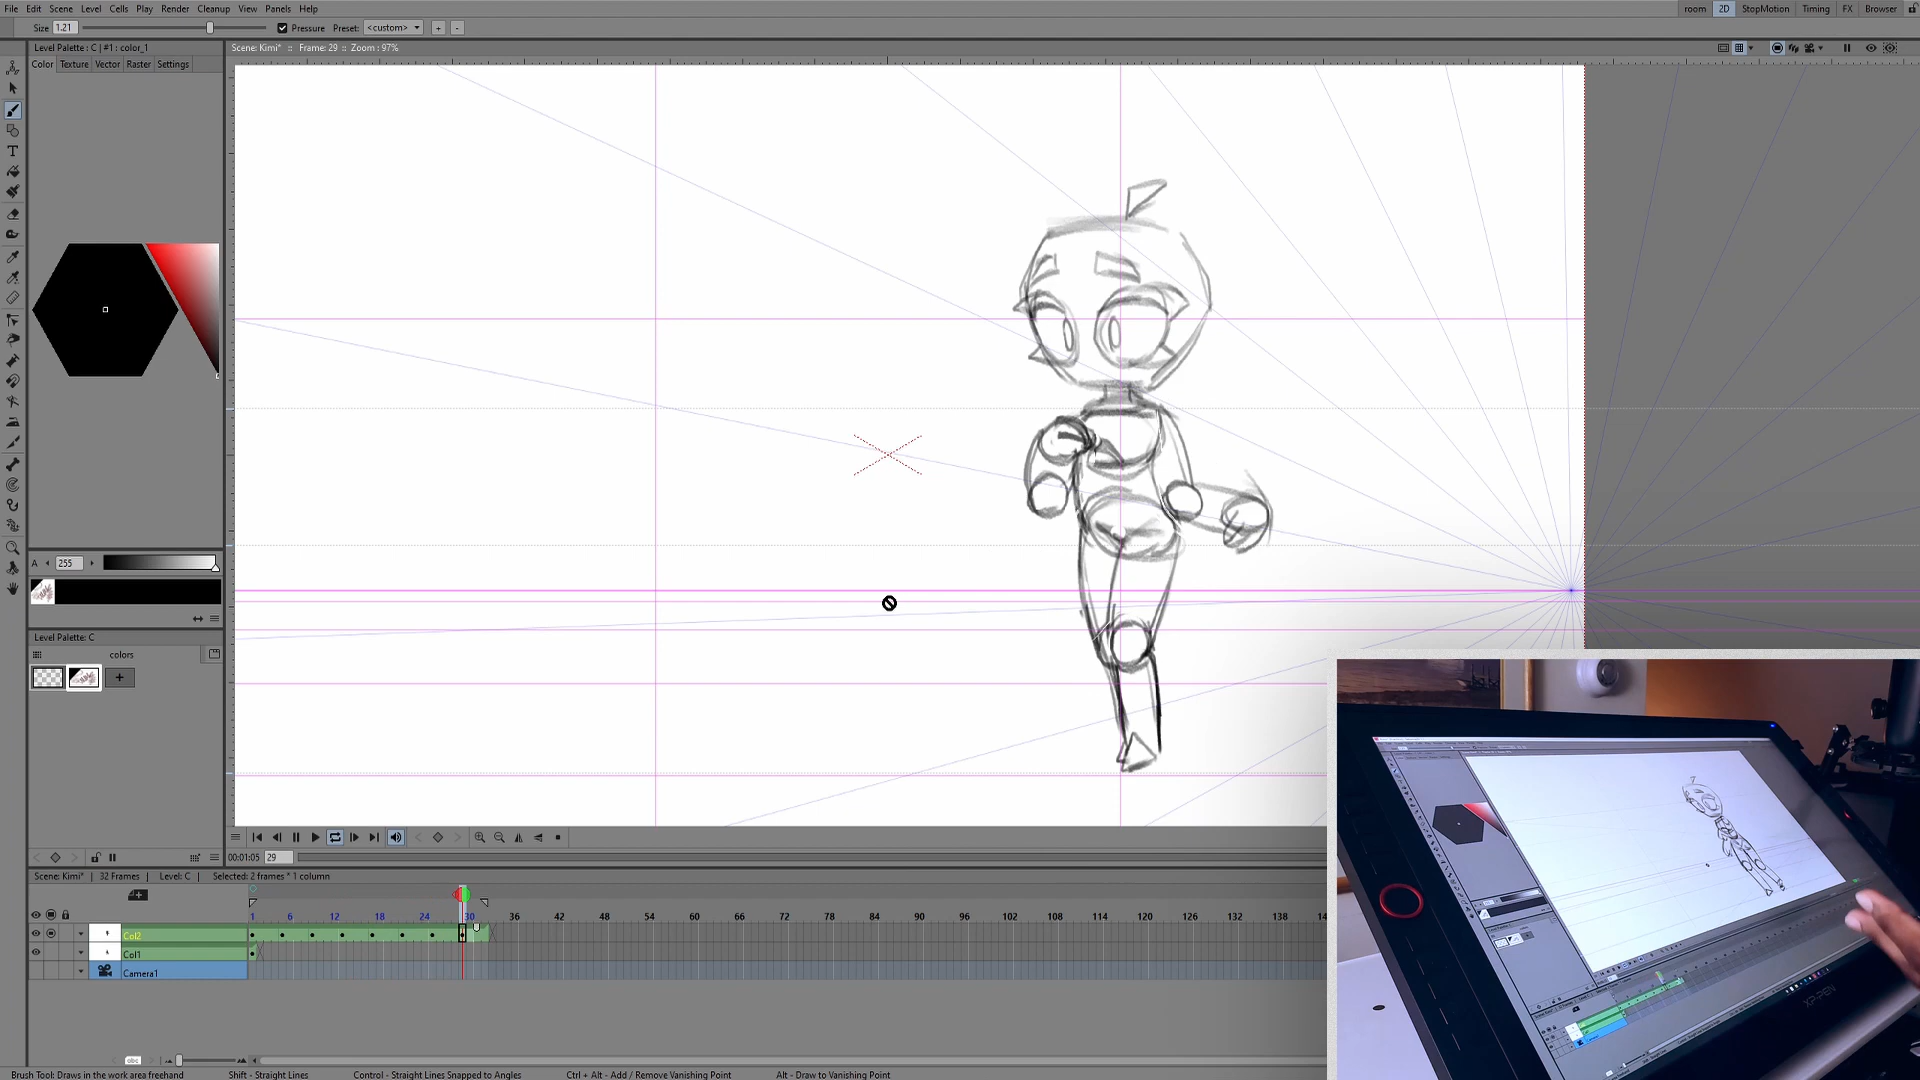 File Edit Scene Level Cells Play Render Cleanup View Panels Help
room 2D StopMotion Timing FX Browser
Size 1.21 Pressure Preset: <custom> + -
Level Palette : C | #1 : color_1
Scene: Kimi* :: Frame: 29 :: Zoom : 97%
Color Texture Vector Raster Settings
A 255
Level Palette: C
colors
+
00:01:05 29
Scene: Kimi* 32 Frames Level: C Selected: 2 frames * 1 column
1 6 12 18 24 30 36 42 48 54 60 66 72 78 84 90 96 102 108 114 120 126 132 138
Col2
Col1
Camera1
abc
Brush Tool: Draws in the work area freehand Shift - Straight Lines Control - Straight Lines Snapped to Angles Ctrl + Alt - Add / Remove Vanishing Point Alt - Draw to Vanishing Point
XP-PEN